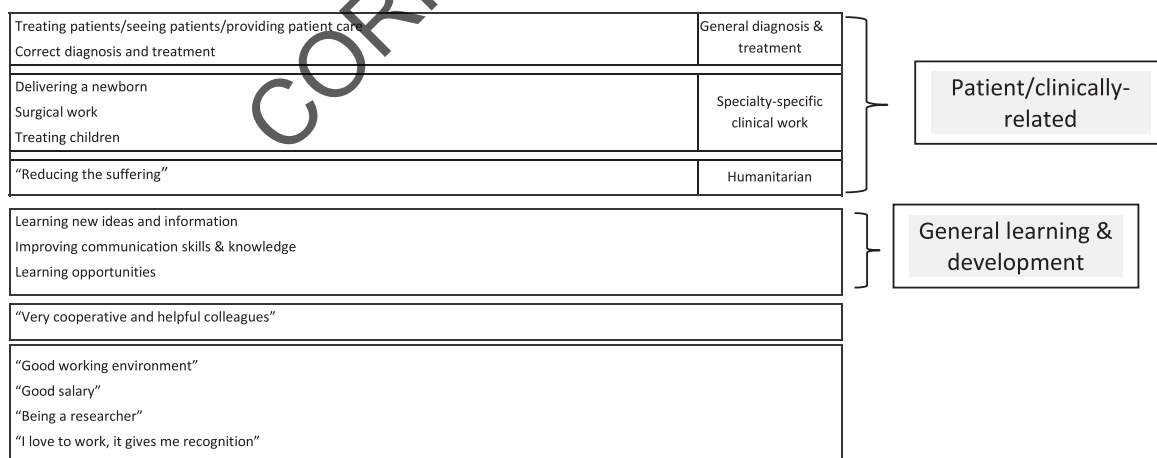 Treating patients/seeing patients/providing patient care
Correct diagnosis and treatment
General diagnosis &
treatment
Delivering a newborn
Surgical work
Treating children
Specialty-specific
clinical work
“Reducing the suffering”
Humanitarian
Patient/clinically-
related
Learning new ideas and information
Improving communication skills & knowledge
Learning opportunities
General learning &
development
“Very cooperative and helpful colleagues”
“Good working environment”
“Good salary”
“Being a researcher”
“I love to work, it gives me recognition”